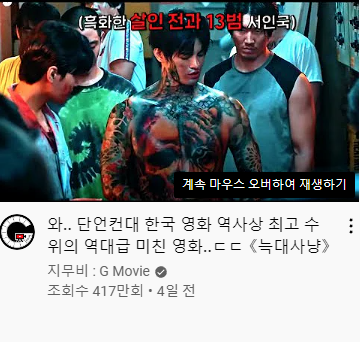 (흑화한 살인 전과 13범 서인국)
계속 마우스 오버하여 재생하기
와.. 단언컨대 한국 영화 역사상 최고 수
위의 역대급 미친 영화..ㄷㄷ《늑대사냥》
지무비 : G Movie
조회수 417만회 • 4일 전